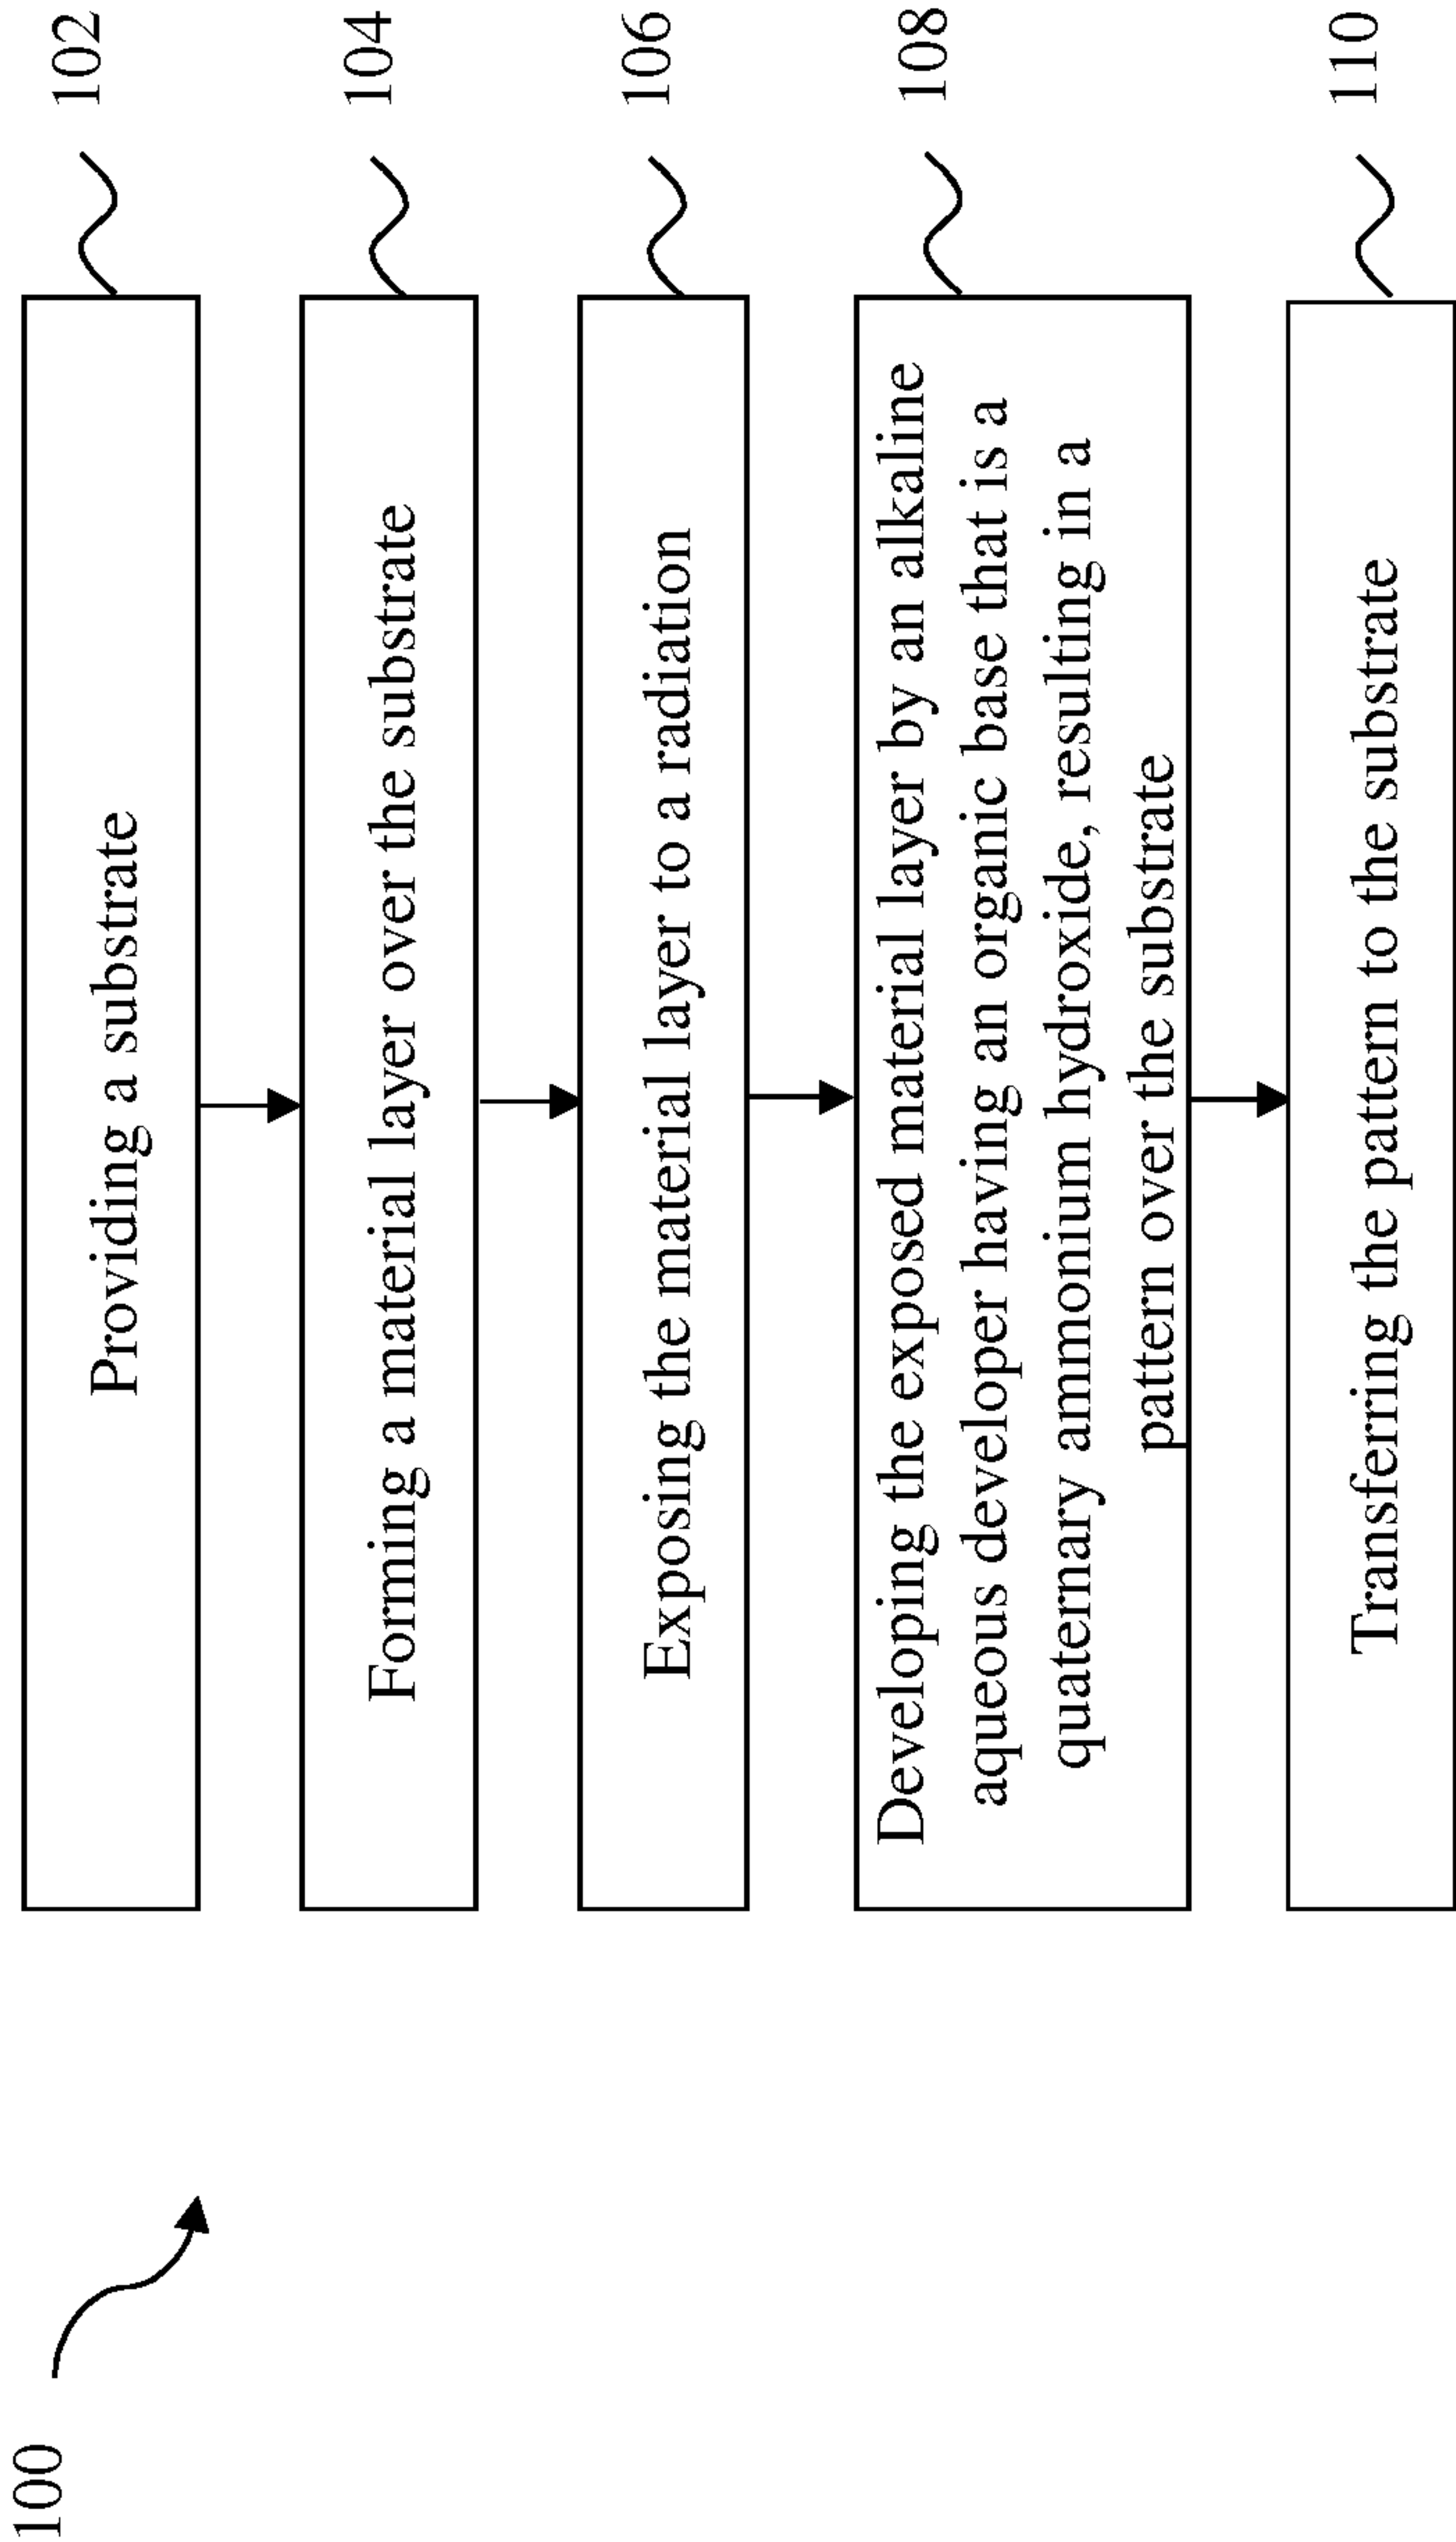 100
Providing a substrate
102
Forming a material layer over the substrate
104
Exposing the material layer to a radiation
106
Developing the exposed material layer by an alkaline
aqueous developer having an organic base that is a
quaternary ammonium hydroxide, resulting in a
pattern over the substrate
108
Transferring the pattern to the substrate
110